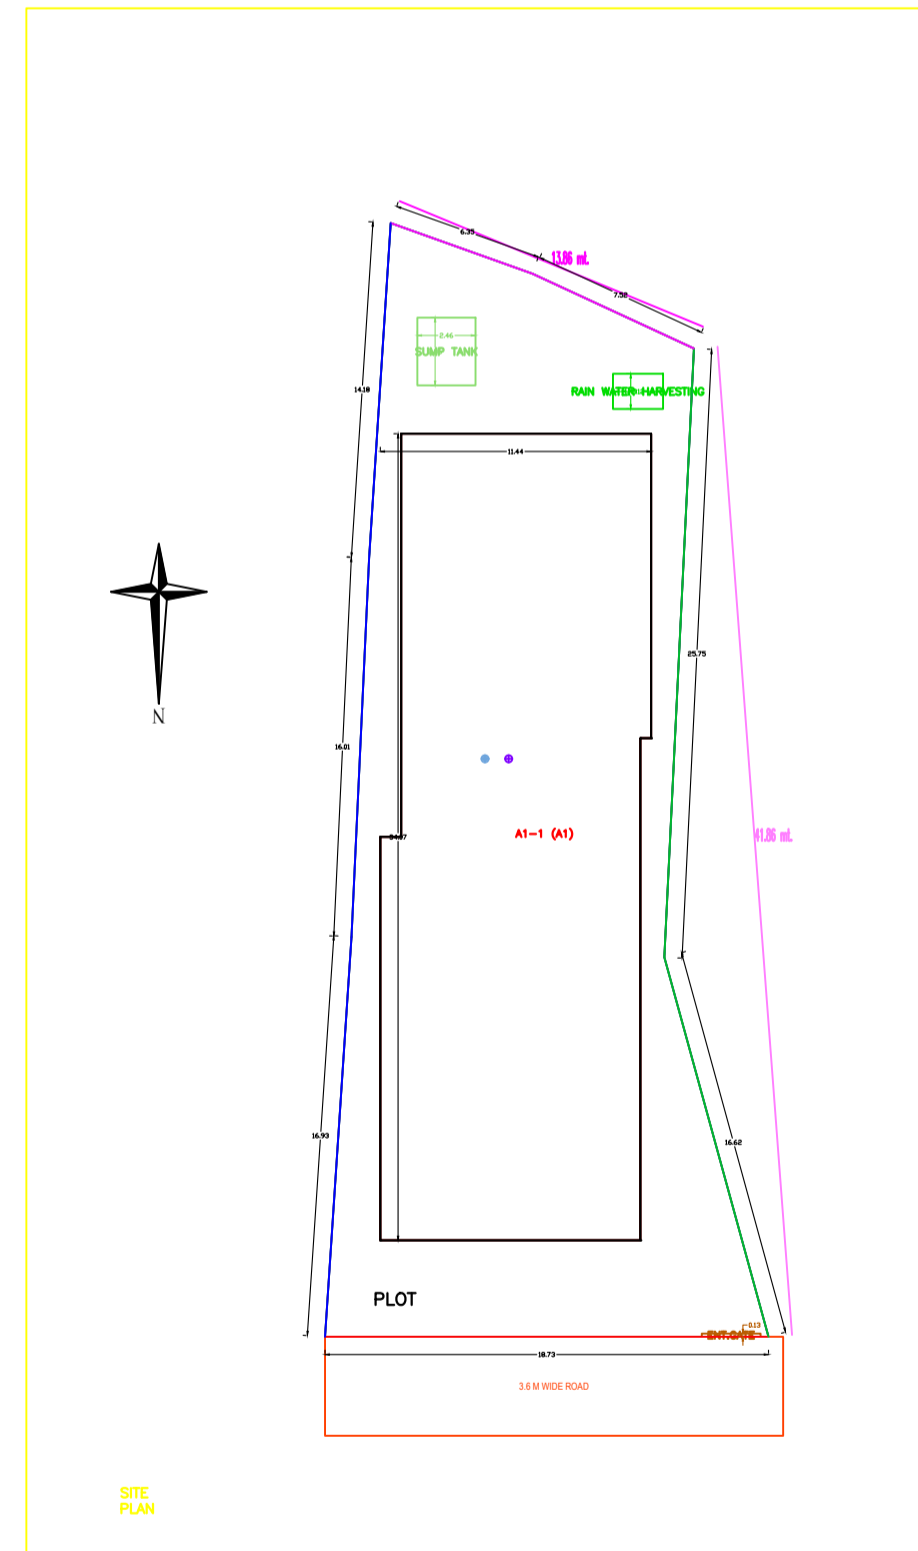 6.35
13.86 mt.
7.52
2.46
SUMP TANK
RAIN WATER HARVESTING
14.18
11.44
25.75
N
16.01
A1-1 (A1)
41.86 mt.
16.93
16.62
PLOT
0.13
ENT.GATE
18.73
3.6 M WIDE ROAD
SITE
PLAN